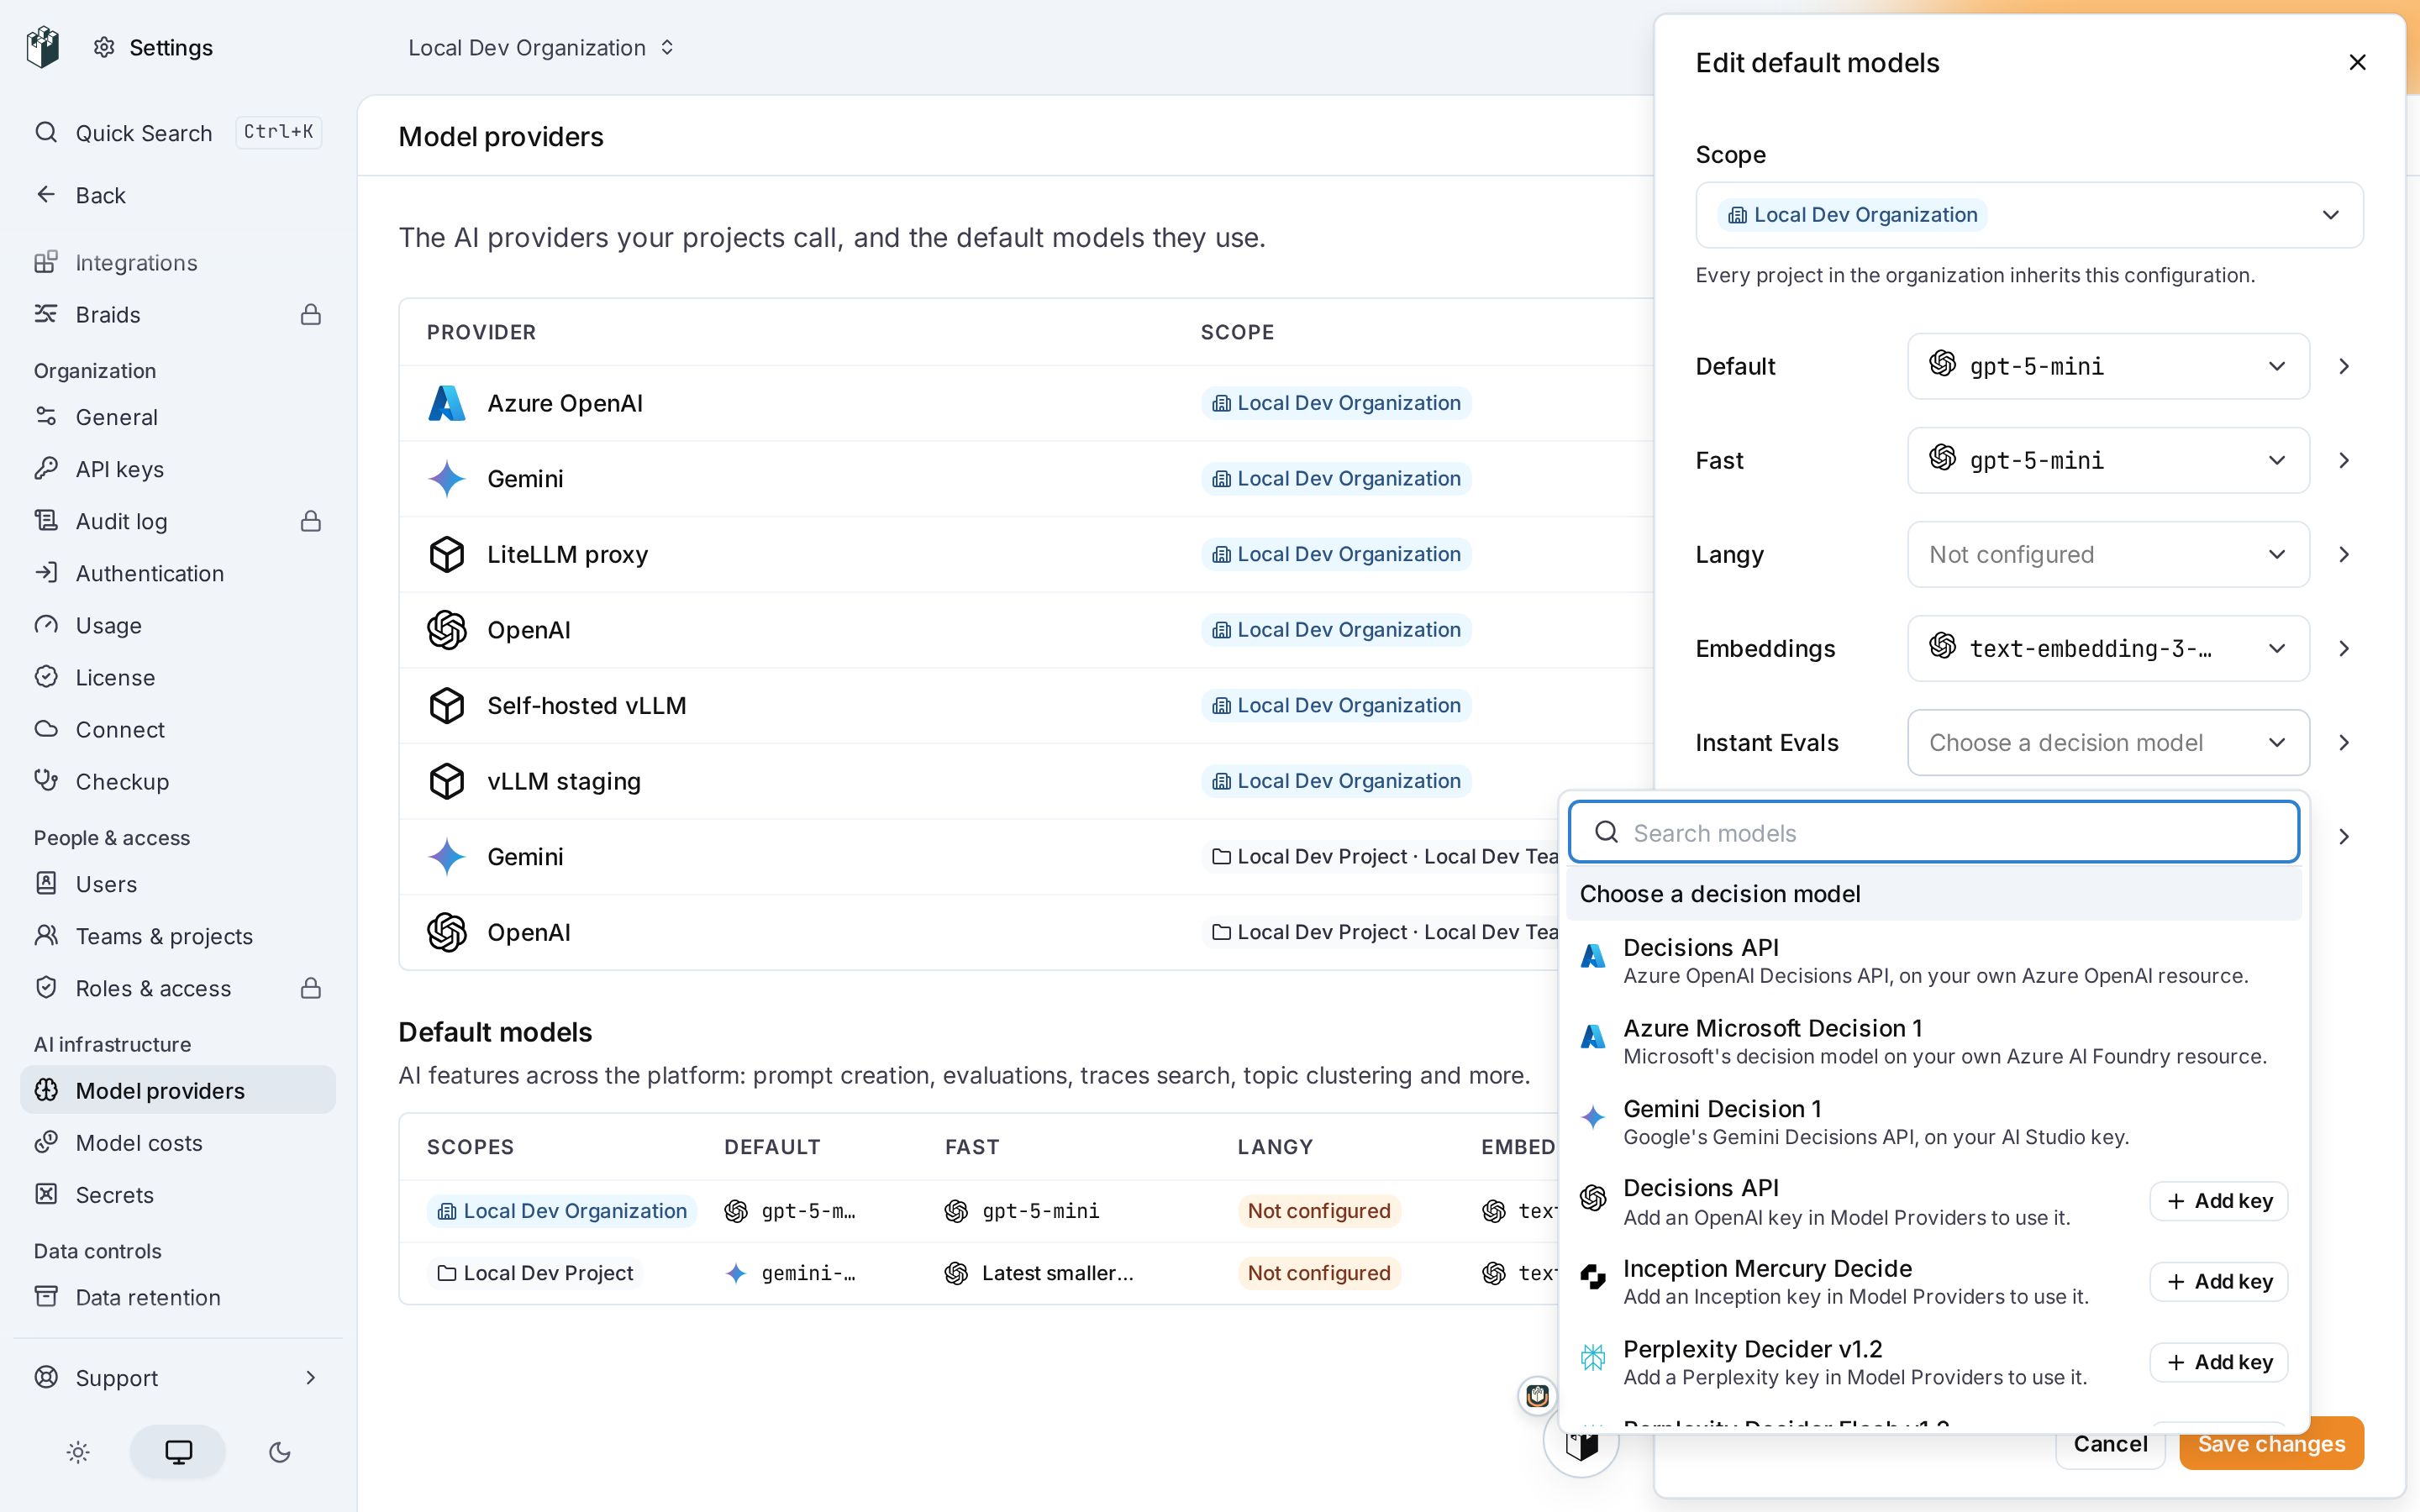 Settings
Local Dev Organization
Quick Search
Ctrl+K
Back
Integrations
Braids
Organization
General
API keys
Audit log
Authentication
Usage
License
Connect
Checkup
People & access
Users
Teams & projects
Roles & access
AI infrastructure
Model providers
Model costs
Secrets
Data controls
Data retention
Support
Model providers
The AI providers your projects call, and the default models they use.
PROVIDER SCOPE
Azure OpenAI Local Dev Organization
Gemini Local Dev Organization
LiteLLM proxy Local Dev Organization
OpenAI Local Dev Organization
Self-hosted vLLM Local Dev Organization
vLLM staging Local Dev Organization
Gemini Local Dev Project · Local Dev Tea
OpenAI Local Dev Project · Local Dev Tea
Default models
AI features across the platform: prompt creation, evaluations, traces search, topic clustering and more.
SCOPES DEFAULT FAST LANGY EMBED
Local Dev Organization gpt-5-m… gpt-5-mini Not configured tex
Local Dev Project gemini-… Latest smaller… Not configured tex
Edit default models
Scope
Local Dev Organization
Every project in the organization inherits this configuration.
Default gpt-5-mini
Fast gpt-5-mini
Langy Not configured
Embeddings text-embedding-3-…
Instant Evals Choose a decision model
Search models
Choose a decision model
Decisions API
Azure OpenAI Decisions API, on your own Azure OpenAI resource.
Azure Microsoft Decision 1
Microsoft's decision model on your own Azure AI Foundry resource.
Gemini Decision 1
Google's Gemini Decisions API, on your AI Studio key.
Decisions API
Add an OpenAI key in Model Providers to use it.
Add key
Inception Mercury Decide
Add an Inception key in Model Providers to use it.
Add key
Perplexity Decider v1.2
Add a Perplexity key in Model Providers to use it.
Add key
Cancel
Save changes